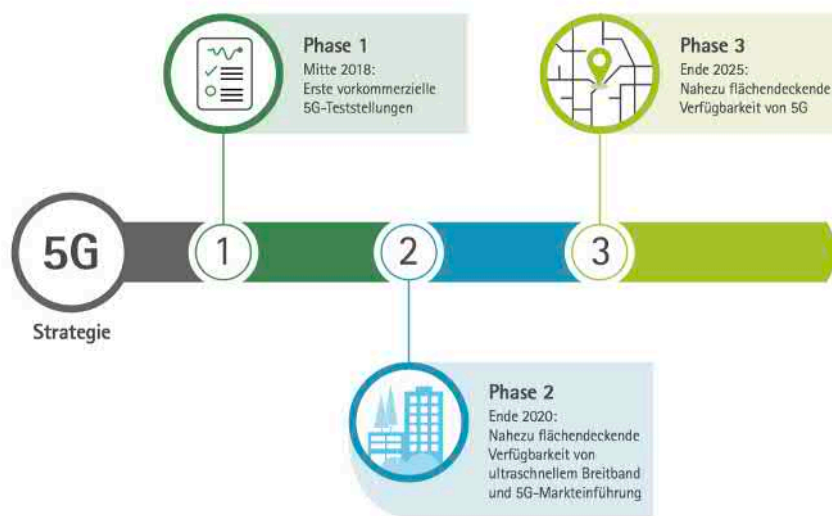 5G
Strategie
1
Phase 1
Mitte 2018:
Erste vorkommerzielle
5G-Teststellungen
2
Phase 2
Ende 2020:
Nahezu flächendeckende
Verfügbarkeit von
ultraschnellem Breitband
und 5G-Markteinführung
3
Phase 3
Ende 2025:
Nahezu flächendeckende
Verfügbarkeit von 5G